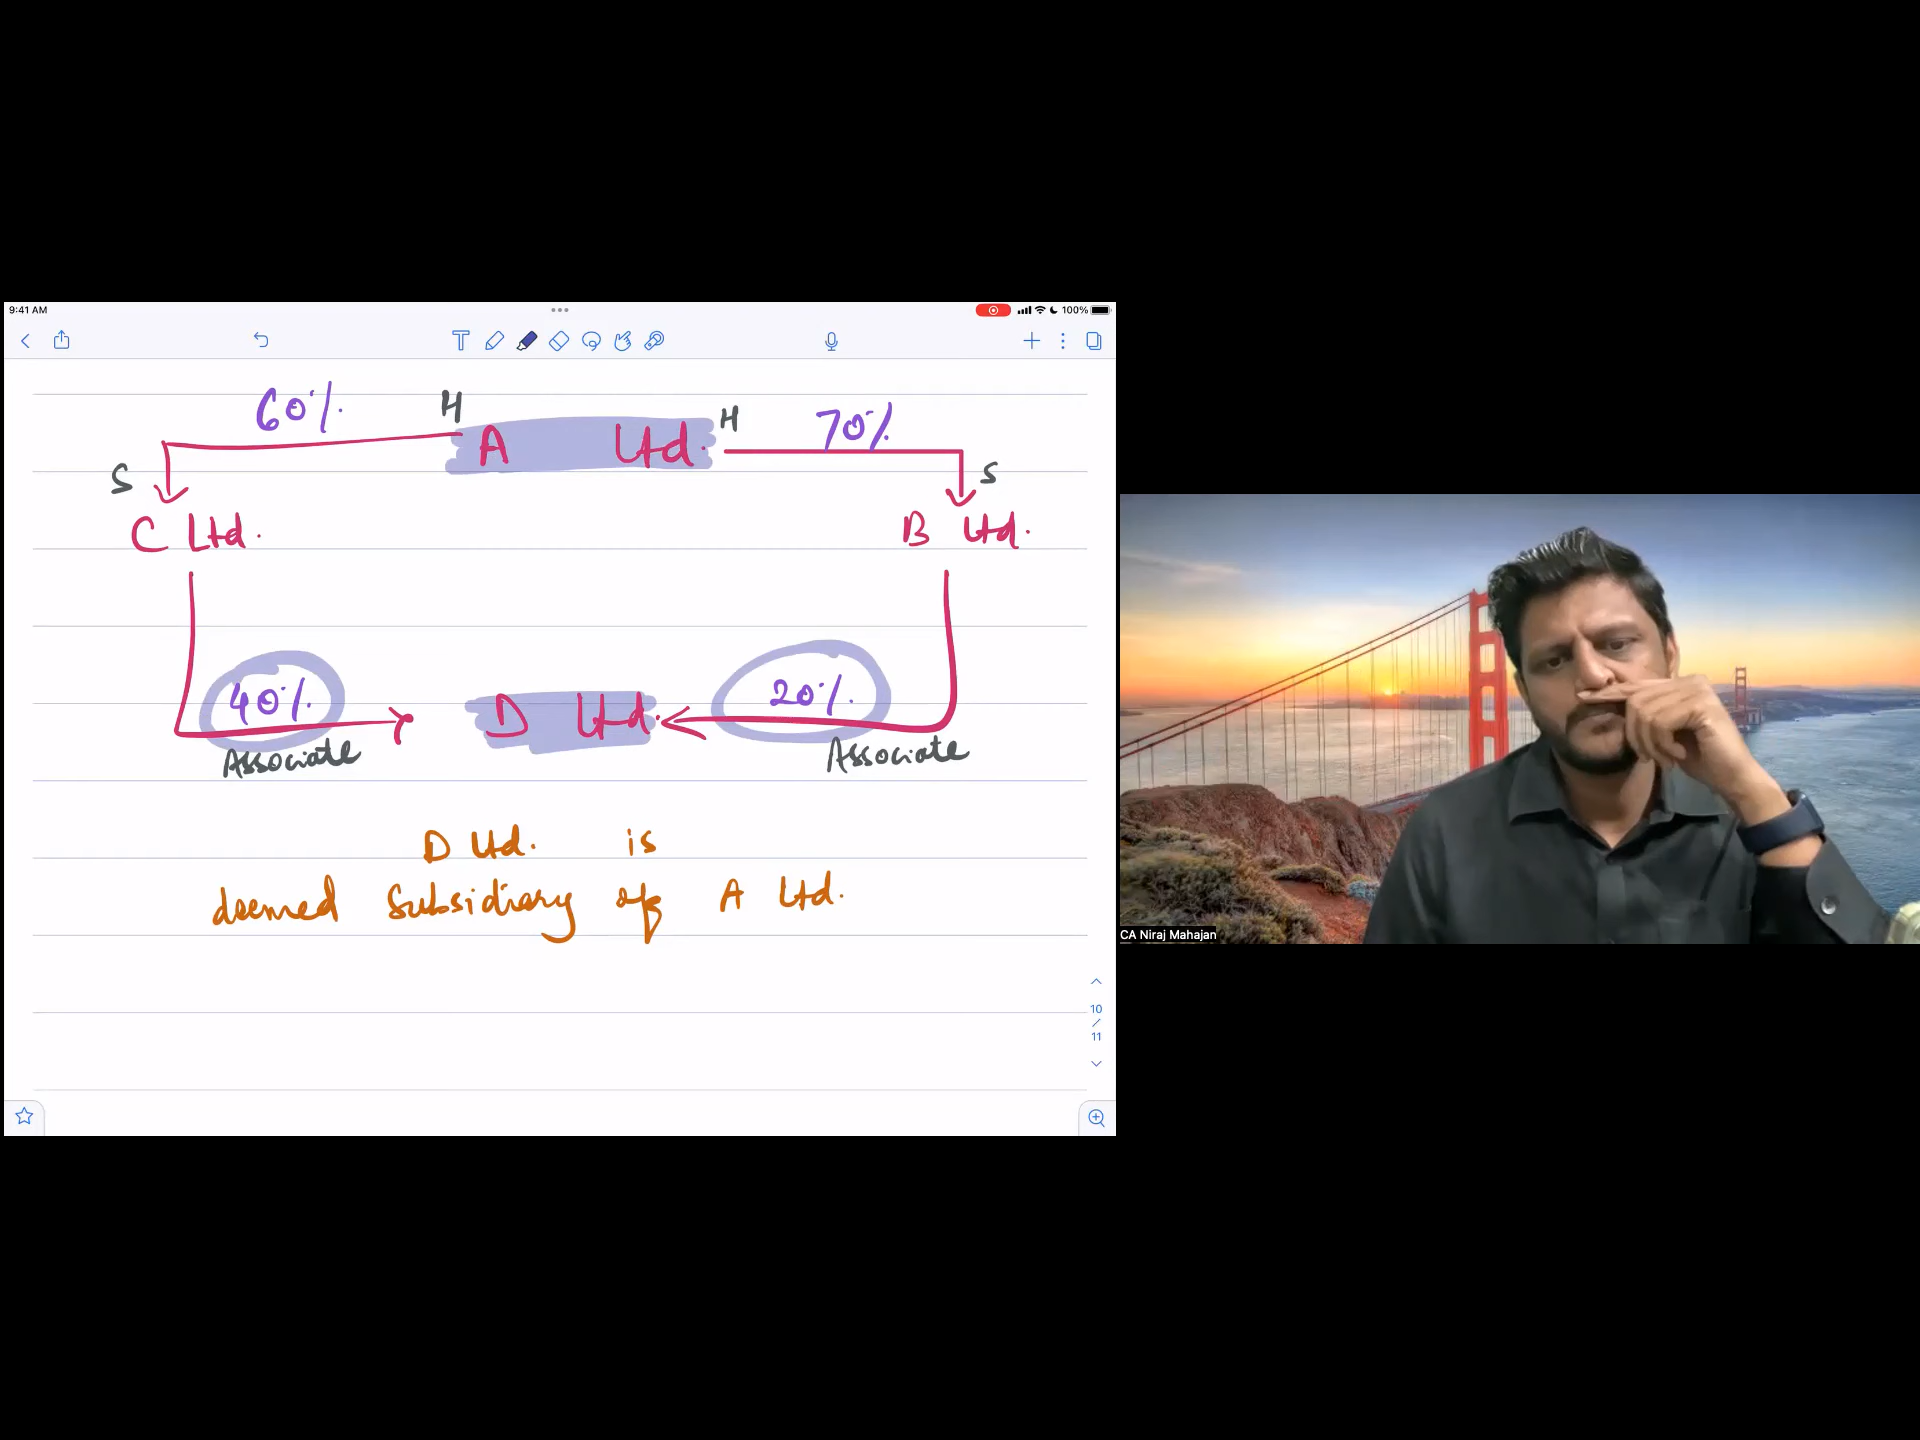 9:41 AM
100%
60% H H 70%
A Ltd.
S S
C Ltd. B Ltd.
40% D Ltd. 20%
Associate Associate
D Ltd. is
deemed Subsidiary of A Ltd.
CA Niraj Mahajan
10
/
11